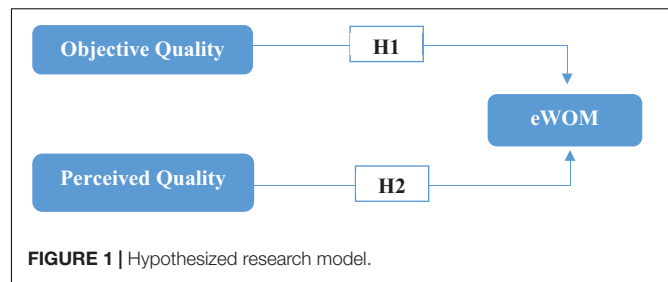 Objective Quality
H1
eWOM
Perceived Quality
H2
FIGURE 1 | Hypothesized research model.